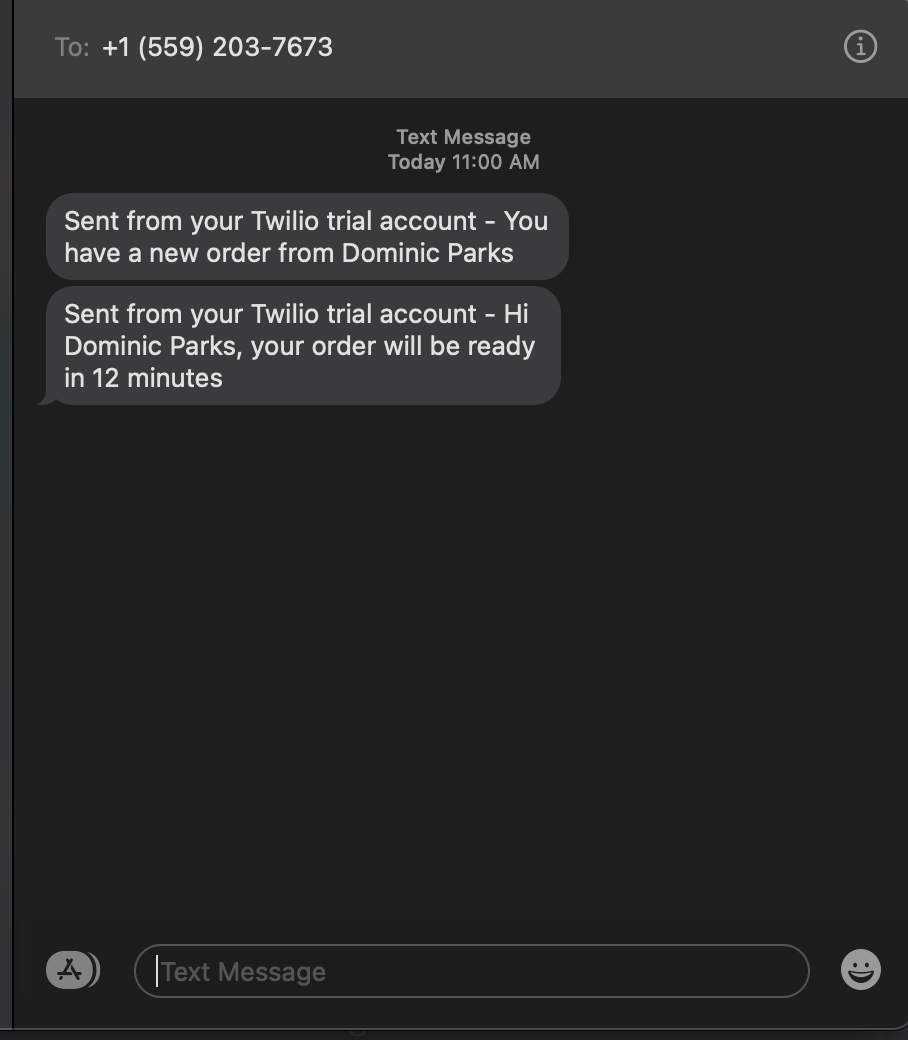 To: +1 (559) 203-7673
Text Message
Today 11:00 AM
Sent from your Twilio trial account - You
have a new order from Dominic Parks
Sent from your Twilio trial account - Hi
Dominic Parks, your order will be ready
in 12 minutes
Text Message